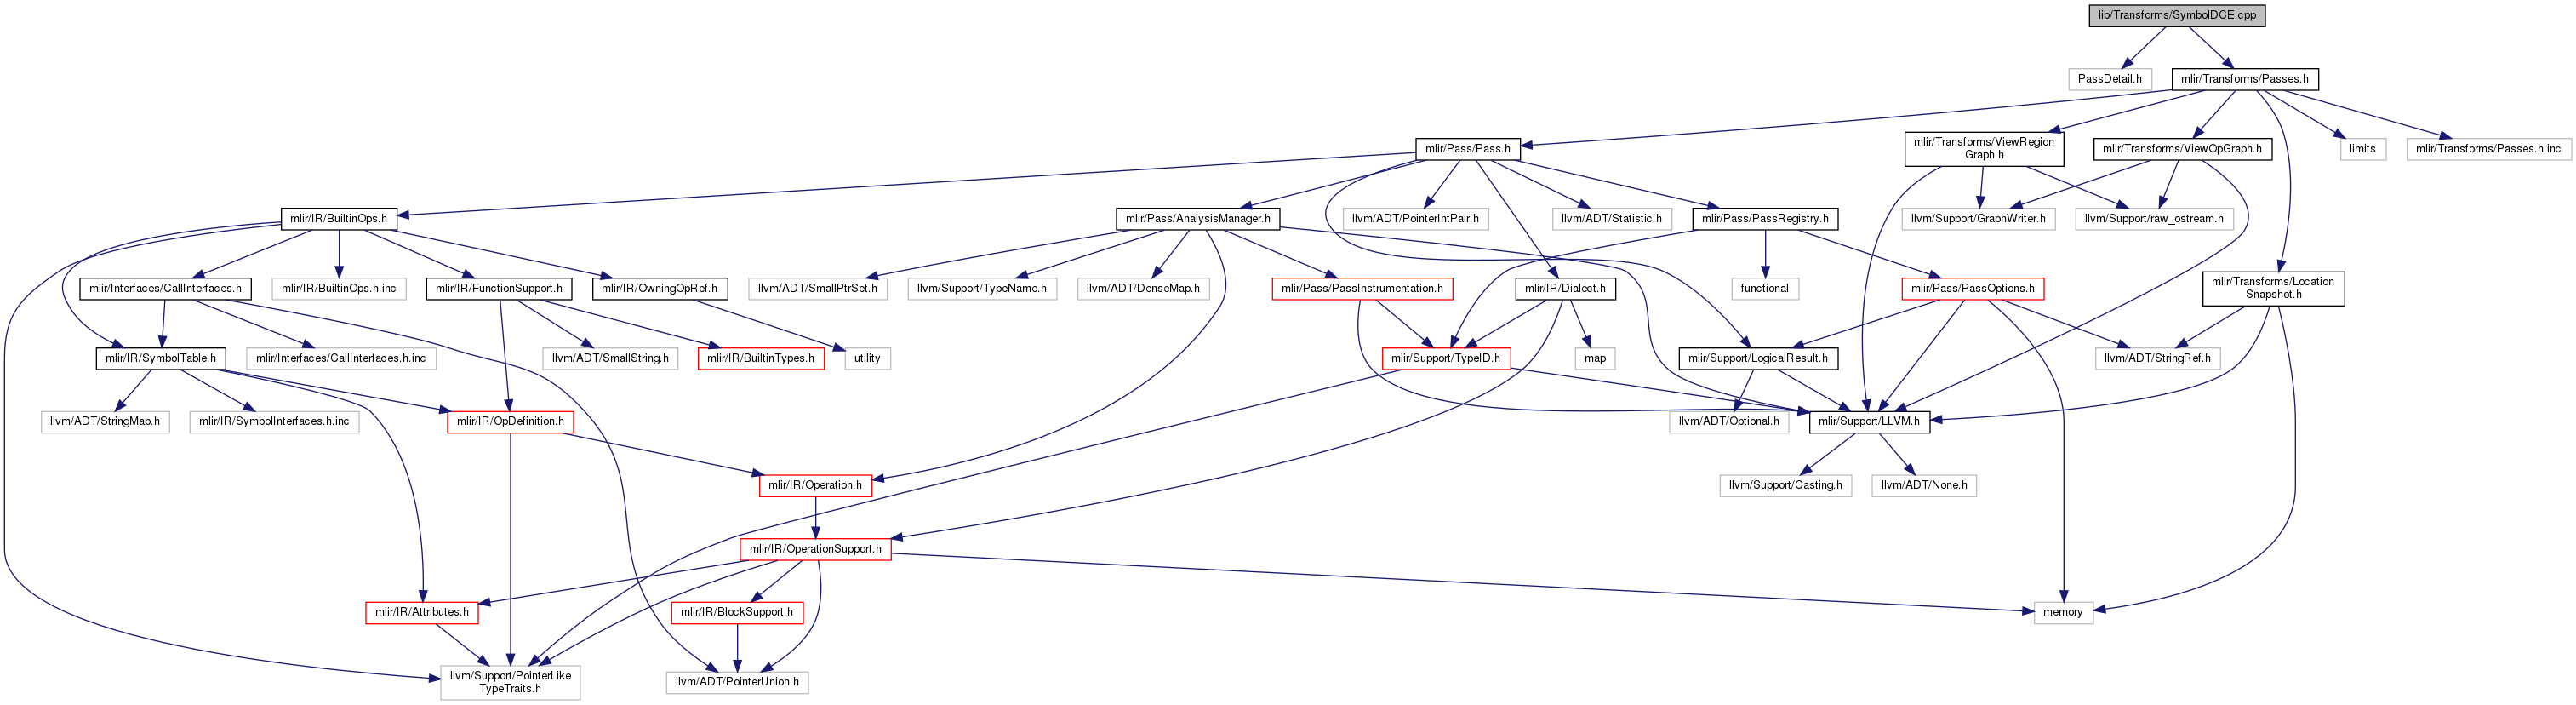 lib/Transforms/SymbolDCE.cpp
PassDetail.h
mlir/Transforms/Passes.h
mlir/Pass/Pass.h
mlir/Transforms/ViewRegion
Graph.h
mlir/Transforms/ViewOpGraph.h
limits
mlir/Transforms/Passes.h.inc
mlir/IR/BuiltinOps.h
mlir/Pass/AnalysisManager.h
llvm/ADT/PointerIntPair.h
llvm/ADT/Statistic.h
mlir/Pass/PassRegistry.h
llvm/Support/GraphWriter.h
llvm/Support/raw_ostream.h
mlir/Interfaces/CallInterfaces.h
mlir/IR/BuiltinOps.h.inc
mlir/IR/FunctionSupport.h
mlir/IR/OwningOpRef.h
llvm/ADT/SmallPtrSet.h
llvm/Support/TypeName.h
llvm/ADT/DenseMap.h
mlir/Pass/PassInstrumentation.h
mlir/IR/Dialect.h
functional
mlir/Pass/PassOptions.h
mlir/Transforms/Location
Snapshot.h
mlir/IR/SymbolTable.h
mlir/Interfaces/CallInterfaces.h.inc
llvm/ADT/SmallString.h
mlir/IR/BuiltinTypes.h
utility
mlir/Support/TypeID.h
map
mlir/Support/LogicalResult.h
llvm/ADT/StringRef.h
llvm/ADT/StringMap.h
mlir/IR/SymbolInterfaces.h.inc
mlir/IR/OpDefinition.h
llvm/ADT/Optional.h
mlir/Support/LLVM.h
mlir/IR/Operation.h
llvm/Support/Casting.h
llvm/ADT/None.h
mlir/IR/OperationSupport.h
mlir/IR/Attributes.h
mlir/IR/BlockSupport.h
memory
llvm/Support/PointerLike
TypeTraits.h
llvm/ADT/PointerUnion.h